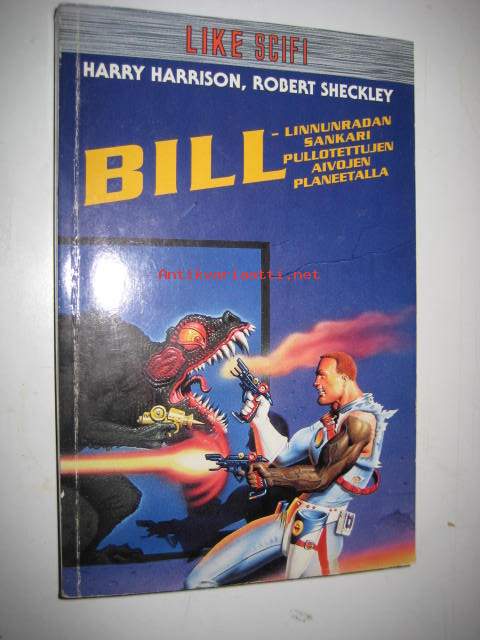 LIKE SCIFI
HARRY HARRISON, ROBERT SHECKLEY
BILL
- LINNUNRADAN
SANKARI
PULLOTETTUJEN
AIVOJEN
PLANEETALLA
Antikvariaatti.net